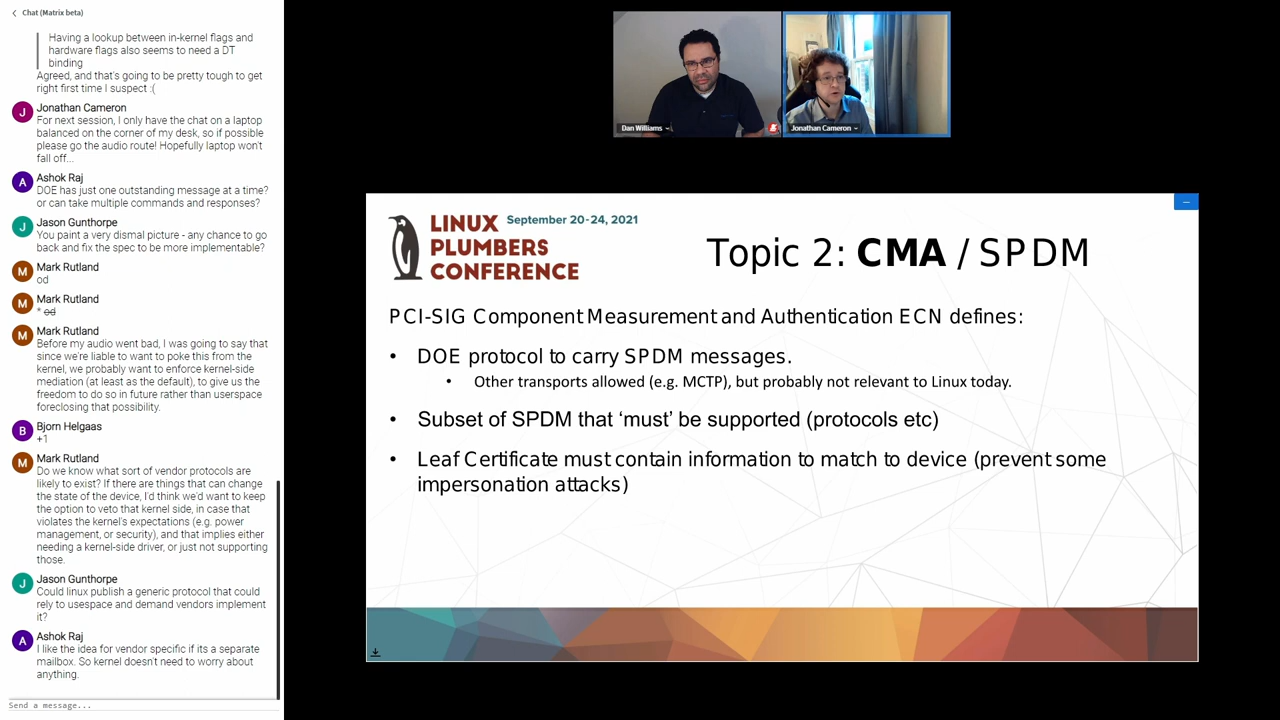 Chat (Matrix beta)
Having a lookup between in-kernel flags and
hardware flags also seems to need a DT
binding
Agreed, and that's going to be pretty tough to get
right first time I suspect :(
J
Jonathan Cameron
For next session, I only have the chat on a laptop
balanced on the corner of my desk, so if possible
please go the audio route! Hopefully laptop won't
fall off...
A
Ashok Raj
DOE has just one outstanding message at a time?
or can take multiple commands and responses?
J
Jason Gunthorpe
You paint a very dismal picture - any chance to go
back and fix the spec to be more implementable?
M
Mark Rutland
od
M
Mark Rutland
* od
M
Mark Rutland
Before my audio went bad, I was going to say that
since we're liable to want to poke this from the
kernel, we probably want to enforce kernel-side
mediation (at least as the default), to give us the
freedom to do so in future rather than userspace
foreclosing that possibility.
B
Bjorn Helgaas
+1
M
Mark Rutland
Do we know what sort of vendor protocols are
likely to exist? If there are things that can change
the state of the device, I'd think we'd want to keep
the option to veto that kernel side, in case that
violates the kernel's expectations (e.g. power
management, or security), and that implies either
needing a kernel-side driver, or just not supporting
those.
J
Jason Gunthorpe
Could linux publish a generic protocol that could
rely to usespace and demand vendors implement
it?
A
Ashok Raj
I like the idea for vendor specific if its a separate
mailbox. So kernel doesn't need to worry about
anything.
Send a message...
Dan Williams
Jonathan Cameron
LINUX September 20-24, 2021
PLUMBERS
CONFERENCE
Topic 2: CMA / SPDM
PCI-SIG Component Measurement and Authentication ECN defines:
• DOE protocol to carry SPDM messages.
• Other transports allowed (e.g. MCTP), but probably not relevant to Linux today.
• Subset of SPDM that ‘must’ be supported (protocols etc)
• Leaf Certificate must contain information to match to device (prevent some
impersonation attacks)